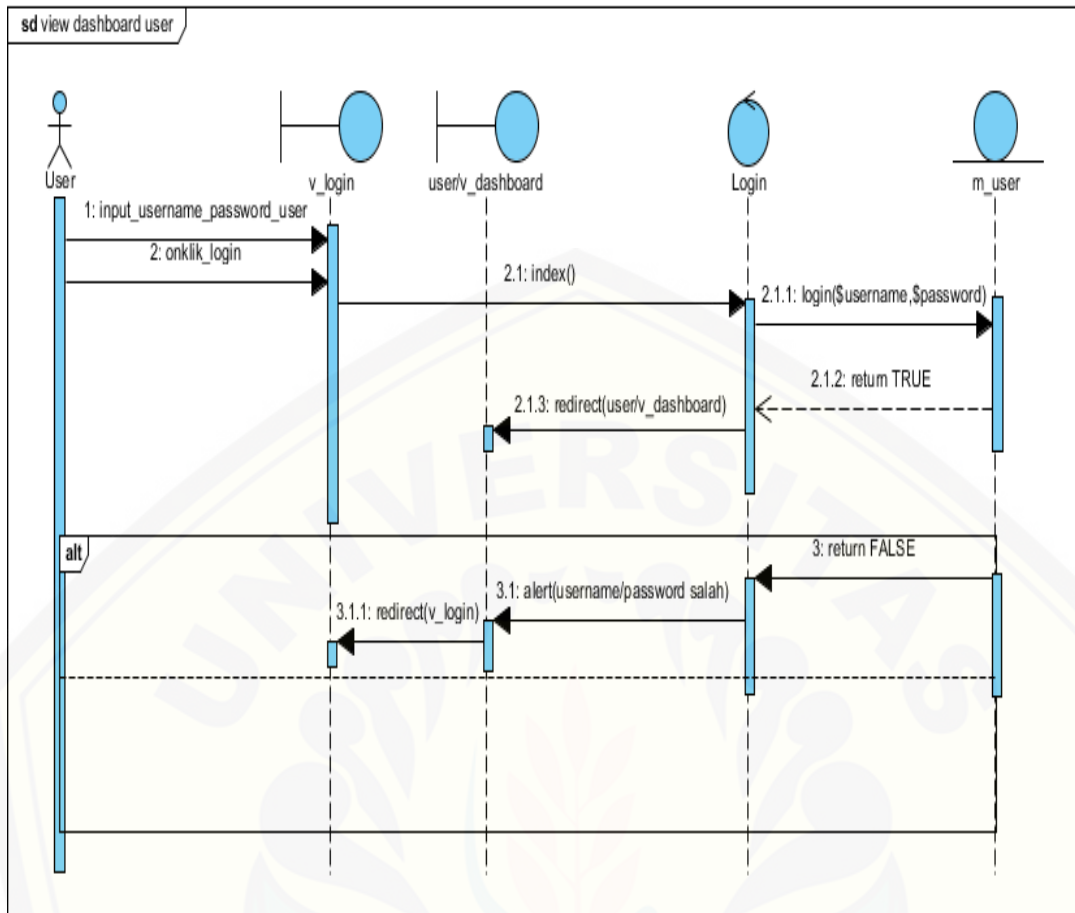 sd view dashboard user
User
v_login
user/v_dashboard
Login
m_user
1: input_username_password_user
2: onklik_login
2.1: index()
2.1.1: login($username,$password)
2.1.2: return TRUE
2.1.3: redirect(user/v_dashboard)
alt
3: return FALSE
3.1: alert(username/password salah)
3.1.1: redirect(v_login)
UNIVERSITAS